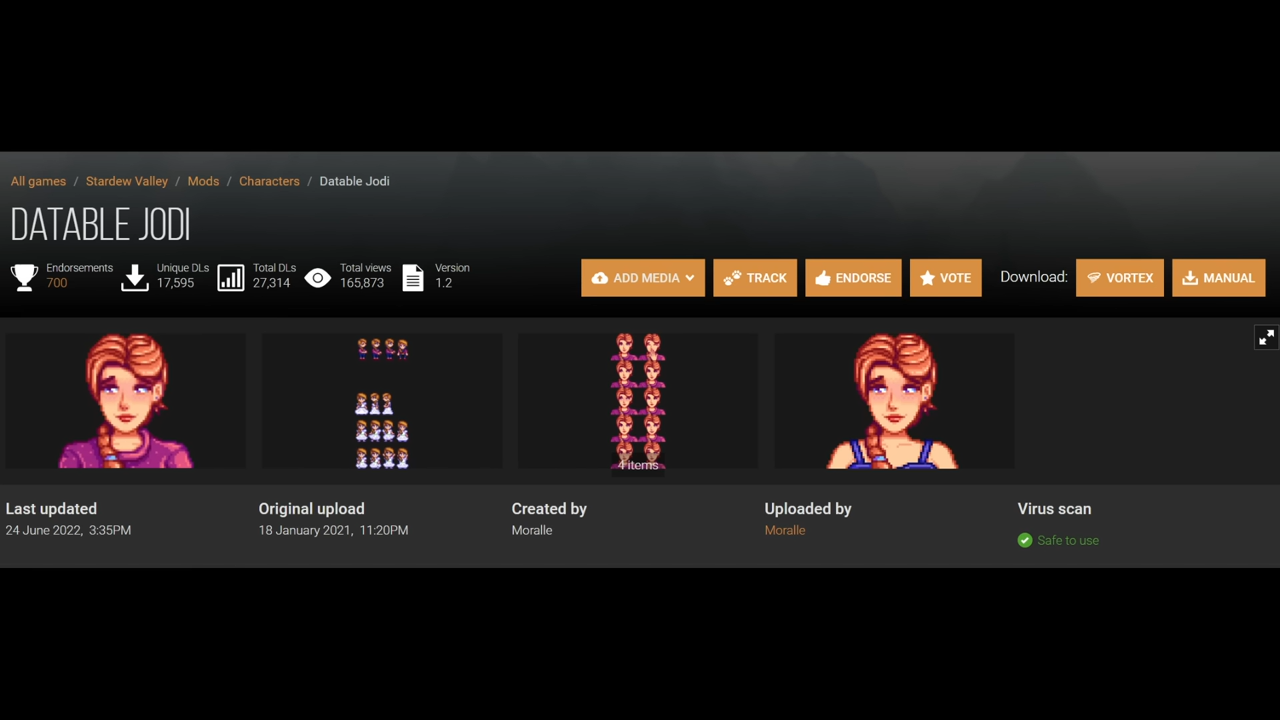 All games / Stardew Valley / Mods / Characters / Datable Jodi
DATABLE JODI
Endorsements
700
Unique DLs
17,595
Total DLs
27,314
Total views
165,873
Version
1.2
ADD MEDIA
TRACK
ENDORSE
VOTE
Download:
VORTEX
MANUAL
4 items
Last updated
24 June 2022, 3:35PM
Original upload
18 January 2021, 11:20PM
Created by
Moralle
Uploaded by
Moralle
Virus scan
Safe to use